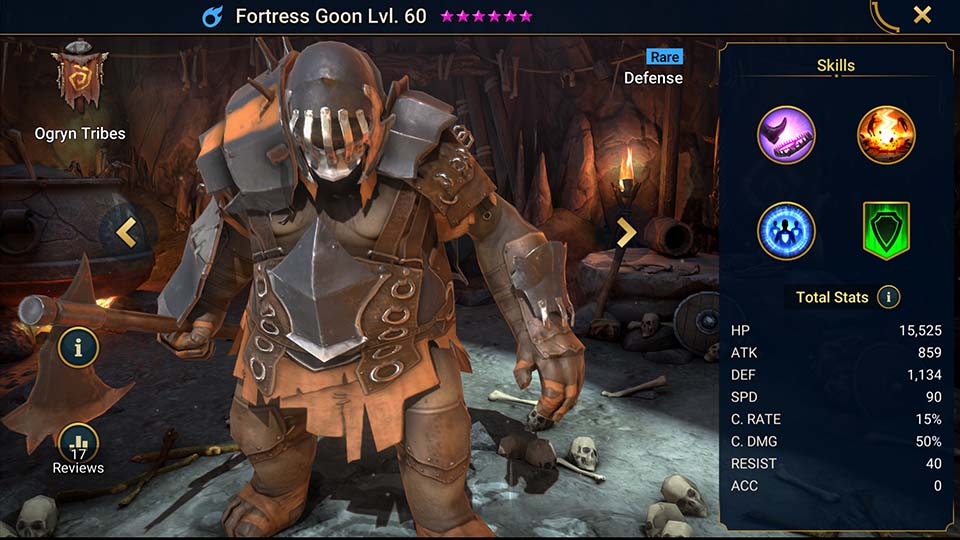 Fortress Goon Lvl. 60
Ogryn Tribes
Rare
Defense
i
17
Reviews
Skills
Total Stats i
HP 15,525
ATK 859
DEF 1,134
SPD 90
C. RATE 15%
C. DMG 50%
RESIST 40
ACC 0